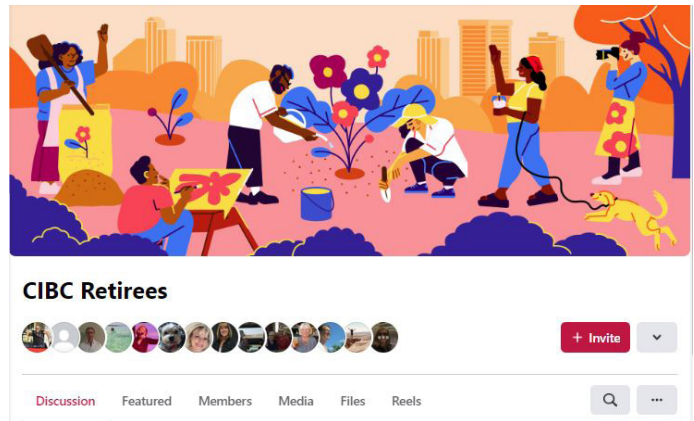 CIBC Retirees
+ Invite
Discussion Featured Members Media Files Reels